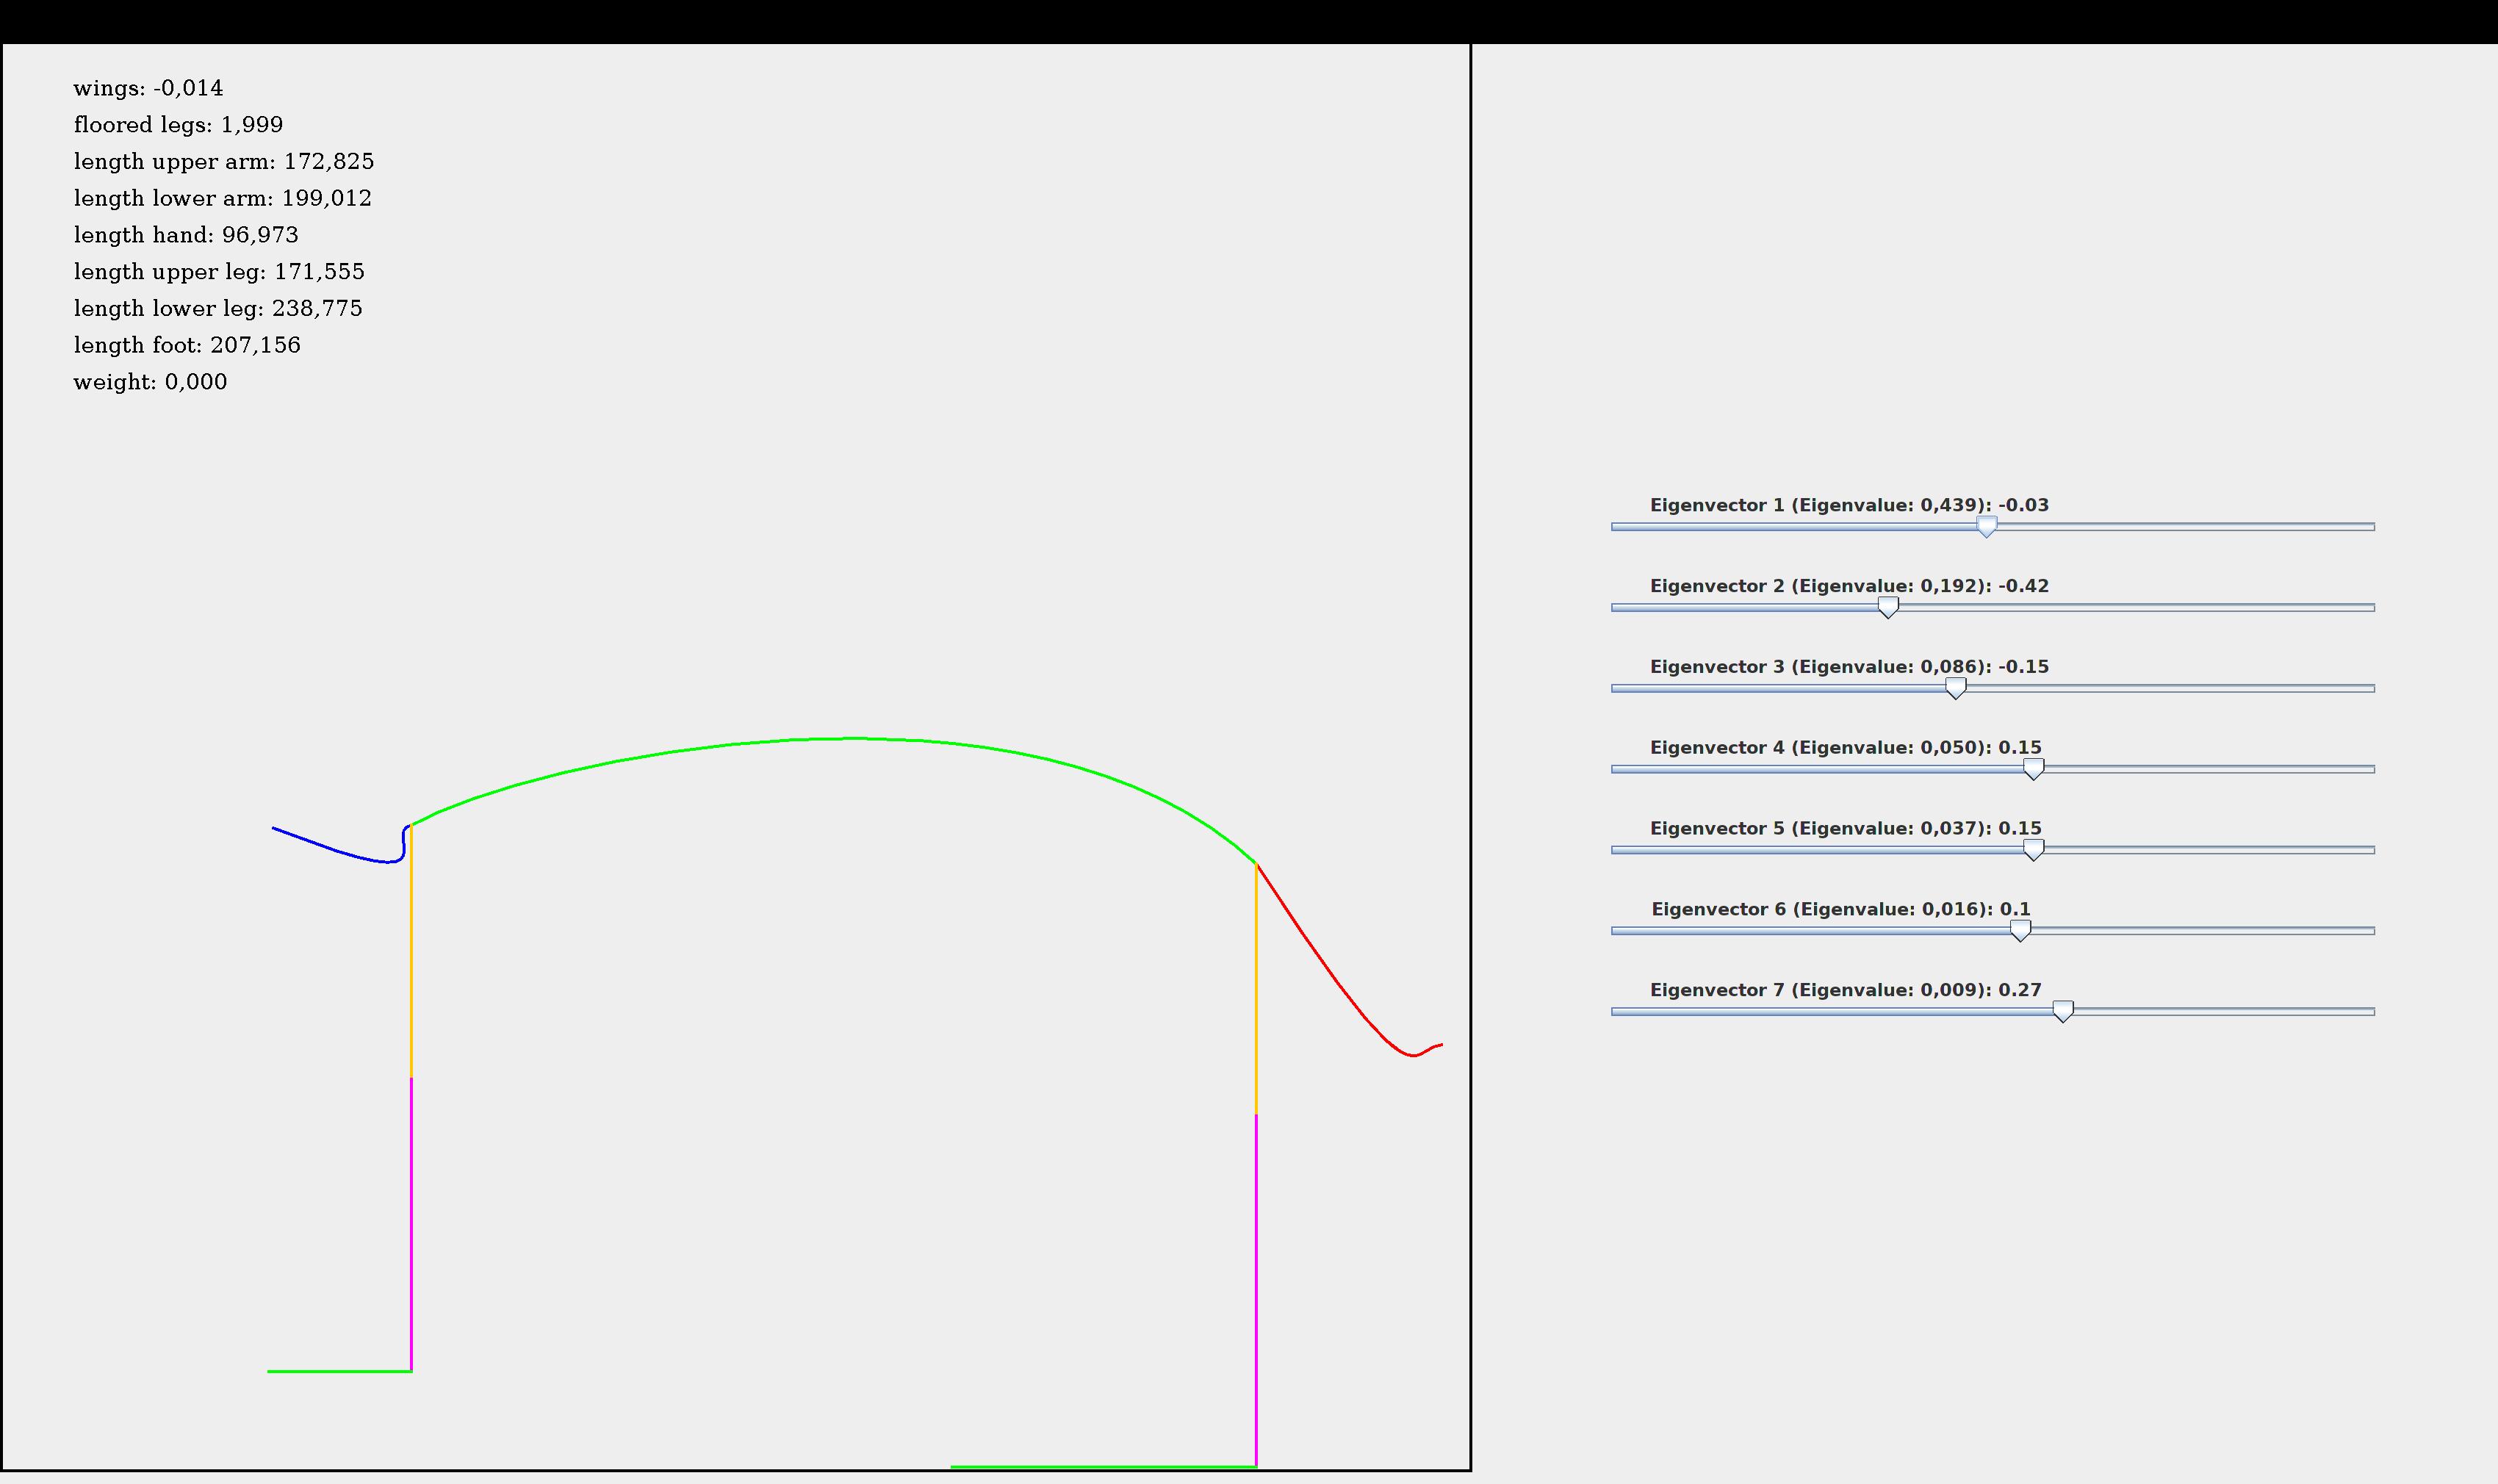 wings: -0,014
floored legs: 1,999
length upper arm: 172,825
length lower arm: 199,012
length hand: 96,973
length upper leg: 171,555
length lower leg: 238,775
length foot: 207,156
weight: 0,000
Eigenvector 1 (Eigenvalue: 0,439): -0.03
Eigenvector 2 (Eigenvalue: 0,192): -0.42
Eigenvector 3 (Eigenvalue: 0,086): -0.15
Eigenvector 4 (Eigenvalue: 0,050): 0.15
Eigenvector 5 (Eigenvalue: 0,037): 0.15
Eigenvector 6 (Eigenvalue: 0,016): 0.1
Eigenvector 7 (Eigenvalue: 0,009): 0.27